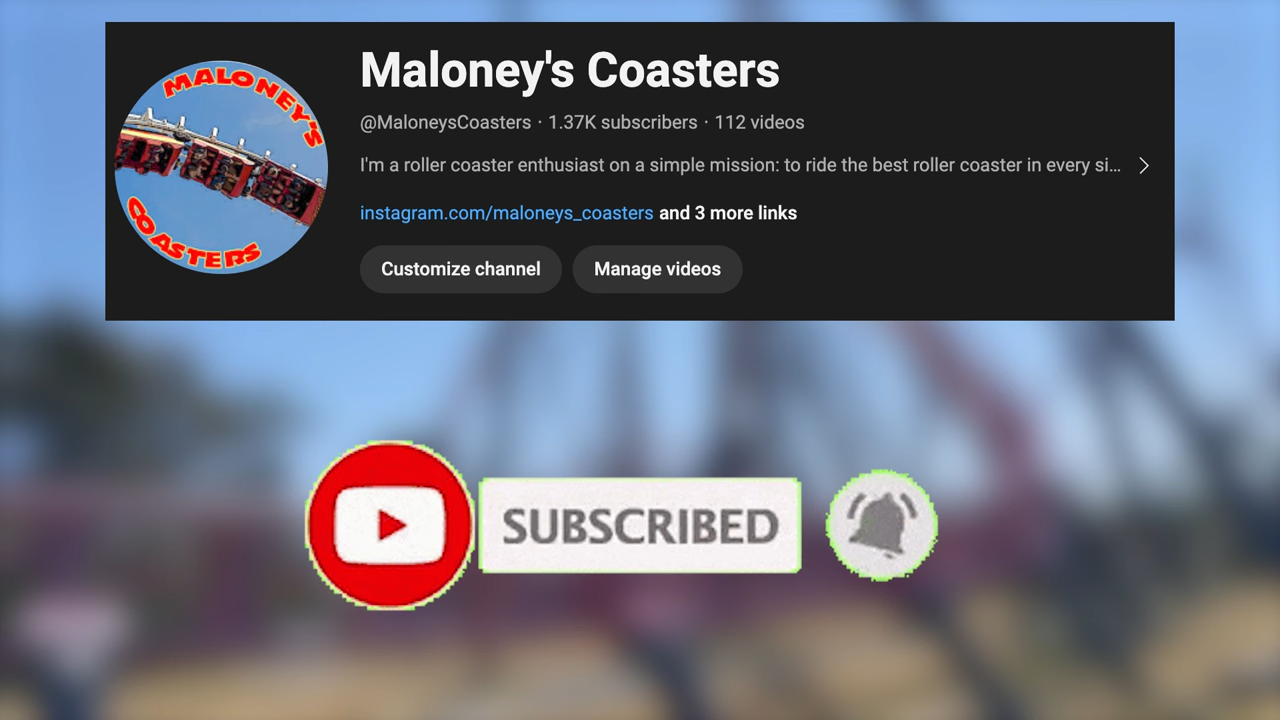 MALONEY'S
COASTERS
Maloney's Coasters
@MaloneysCoasters · 1.37K subscribers · 112 videos
I'm a roller coaster enthusiast on a simple mission: to ride the best roller coaster in every si...
instagram.com/maloneys_coasters and 3 more links
Customize channel Manage videos
SUBSCRIBED